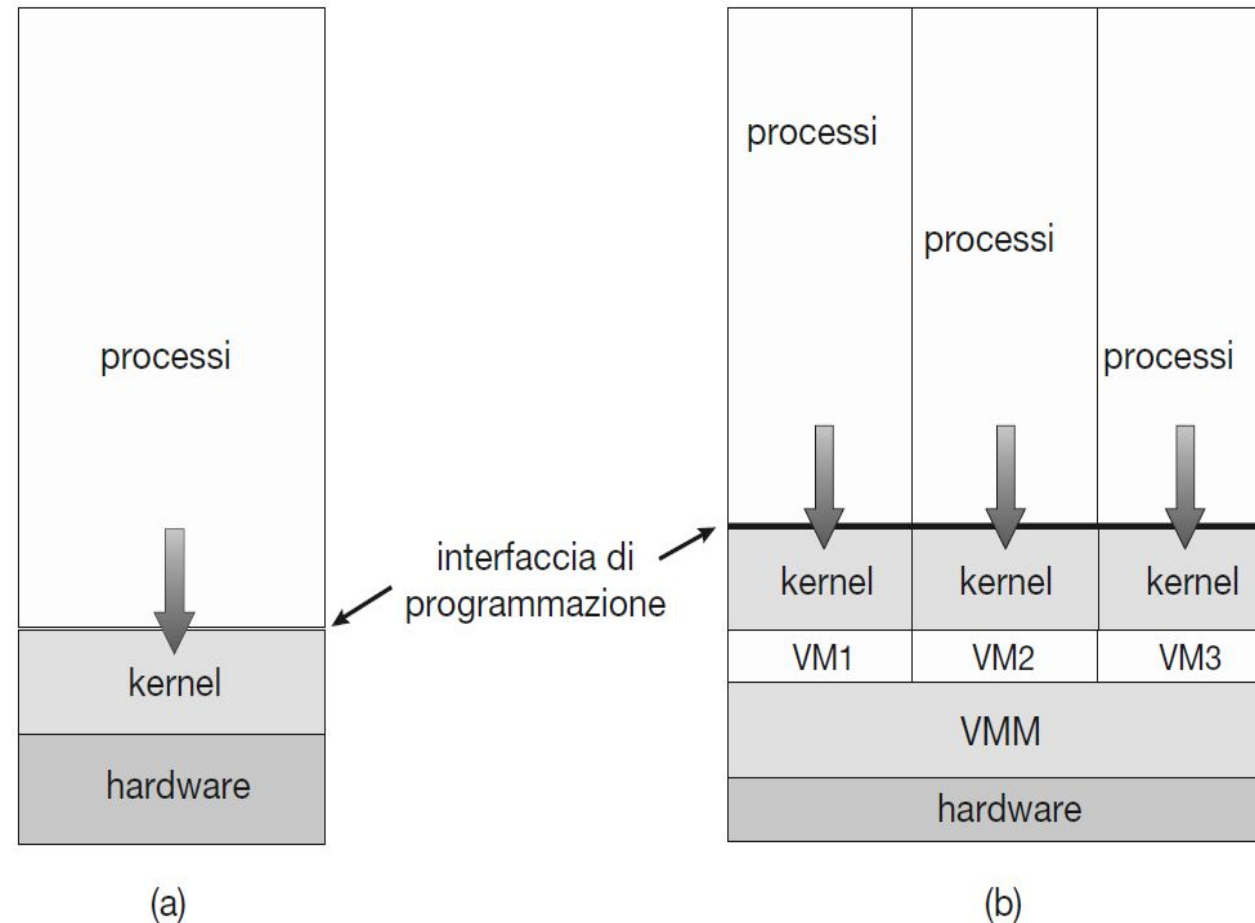 processi
kernel
hardware
(a)
interfaccia di
programmazione
processi
processi
processi
kernel kernel kernel
VM1 VM2 VM3
VMM
hardware
(b)